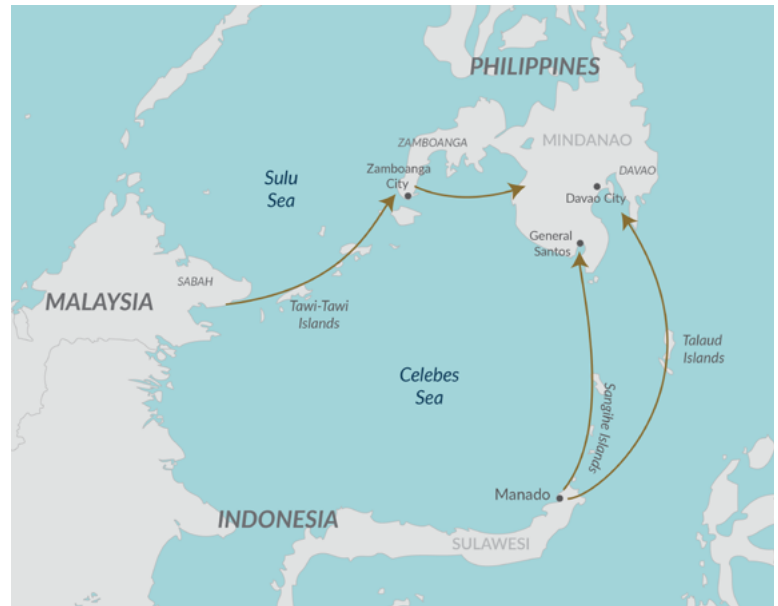 PHILIPPINES
ZAMBOANGA
MINDANAO
Zamboanga
City
DAVAO
Sulu
Sea
Davao City
General
Santos
SABAH
MALAYSIA
Tawi-Tawi
Islands
Talaud
Islands
Celebes
Sea
Sangihe Islands
Manado
INDONESIA
SULAWESI